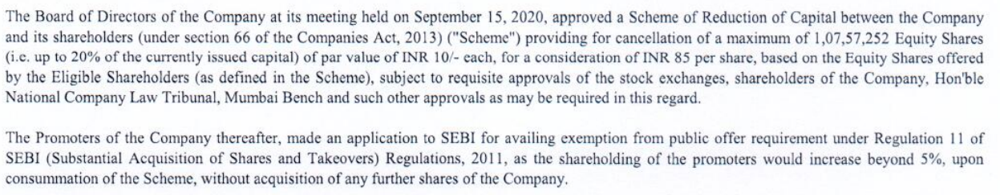 The Board of Directors of the Company at its meeting held on September 15, 2020, approved a Scheme of Reduction of Capital between the Company
and its shareholders (under section 66 of the Companies Act, 2013) ("Scheme") providing for cancellation of a maximum of 1,07,57,252 Equity Shares
(i.e. up to 20% of the currently issued capital) of par value of INR 10/- each, for a consideration of INR 85 per share, based on the Equity Shares offered
by the Eligible Shareholders (as defined in the Scheme), subject to requisite approvals of the stock exchanges, shareholders of the Company, Hon'ble
National Company Law Tribunal, Mumbai Bench and such other approvals as may be required in this regard.
The Promoters of the Company thereafter, made an application to SEBI for availing exemption from public offer requirement under Regulation 11 of
SEBI (Substantial Acquisition of Shares and Takeovers) Regulations, 2011, as the shareholding of the promoters would increase beyond 5%, upon
consummation of the Scheme, without acquisition of any further shares of the Company.